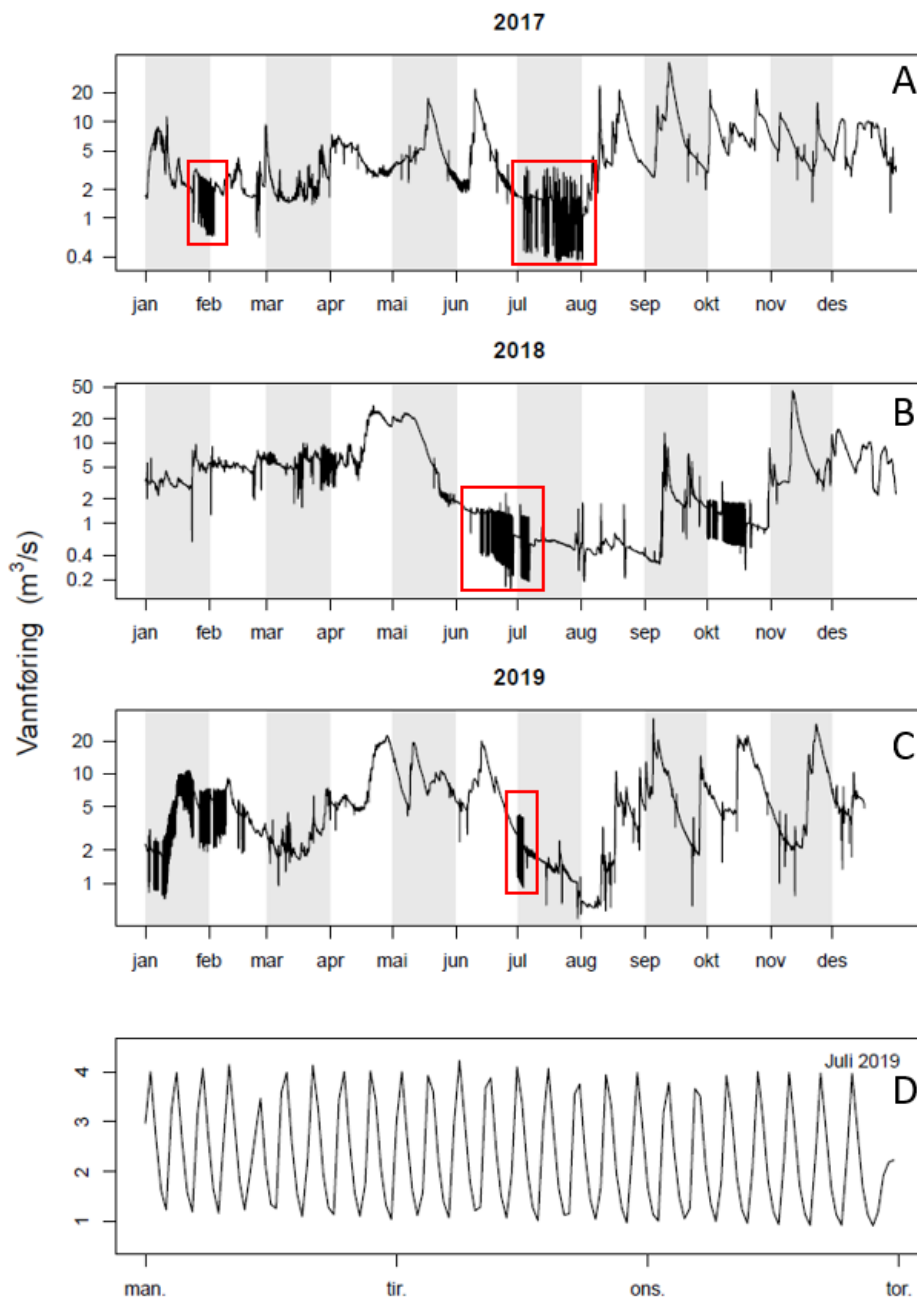 2017
A
20
10
5
2
1
0.4
jan feb mar apr mai jun jul aug sep okt nov des
2018
B
50
20
10
5
2
1
0.4
0.2
jan feb mar apr mai jun jul aug sep okt nov des
Vannføring (m³/s)
2019
C
20
10
5
2
1
jan feb mar apr mai jun jul aug sep okt nov des
Juli 2019
D
4
3
2
1
man. tir. ons. tor.